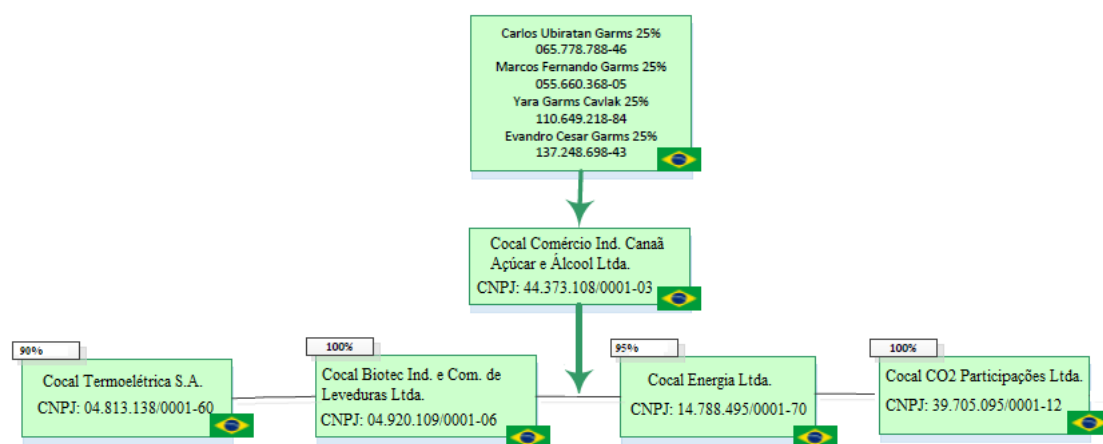 Carlos Ubiratan Garms 25%
065.778.788-46
Marcos Fernando Garms 25%
055.660.368-05
Yara Garms Cavlak 25%
110.649.218-84
Evandro Cesar Garms 25%
137.248.698-43
Cocal Comércio Ind. Canaã
Açúcar e Álcool Ltda.
CNPJ: 44.373.108/0001-03
90%
Cocal Termoelétrica S.A.
CNPJ: 04.813.138/0001-60
100%
Cocal Biotec Ind. e Com. de
Leveduras Ltda.
CNPJ: 04.920.109/0001-06
95%
Cocal Energia Ltda.
CNPJ: 14.788.495/0001-70
100%
Cocal CO2 Participações Ltda.
CNPJ: 39.705.095/0001-12